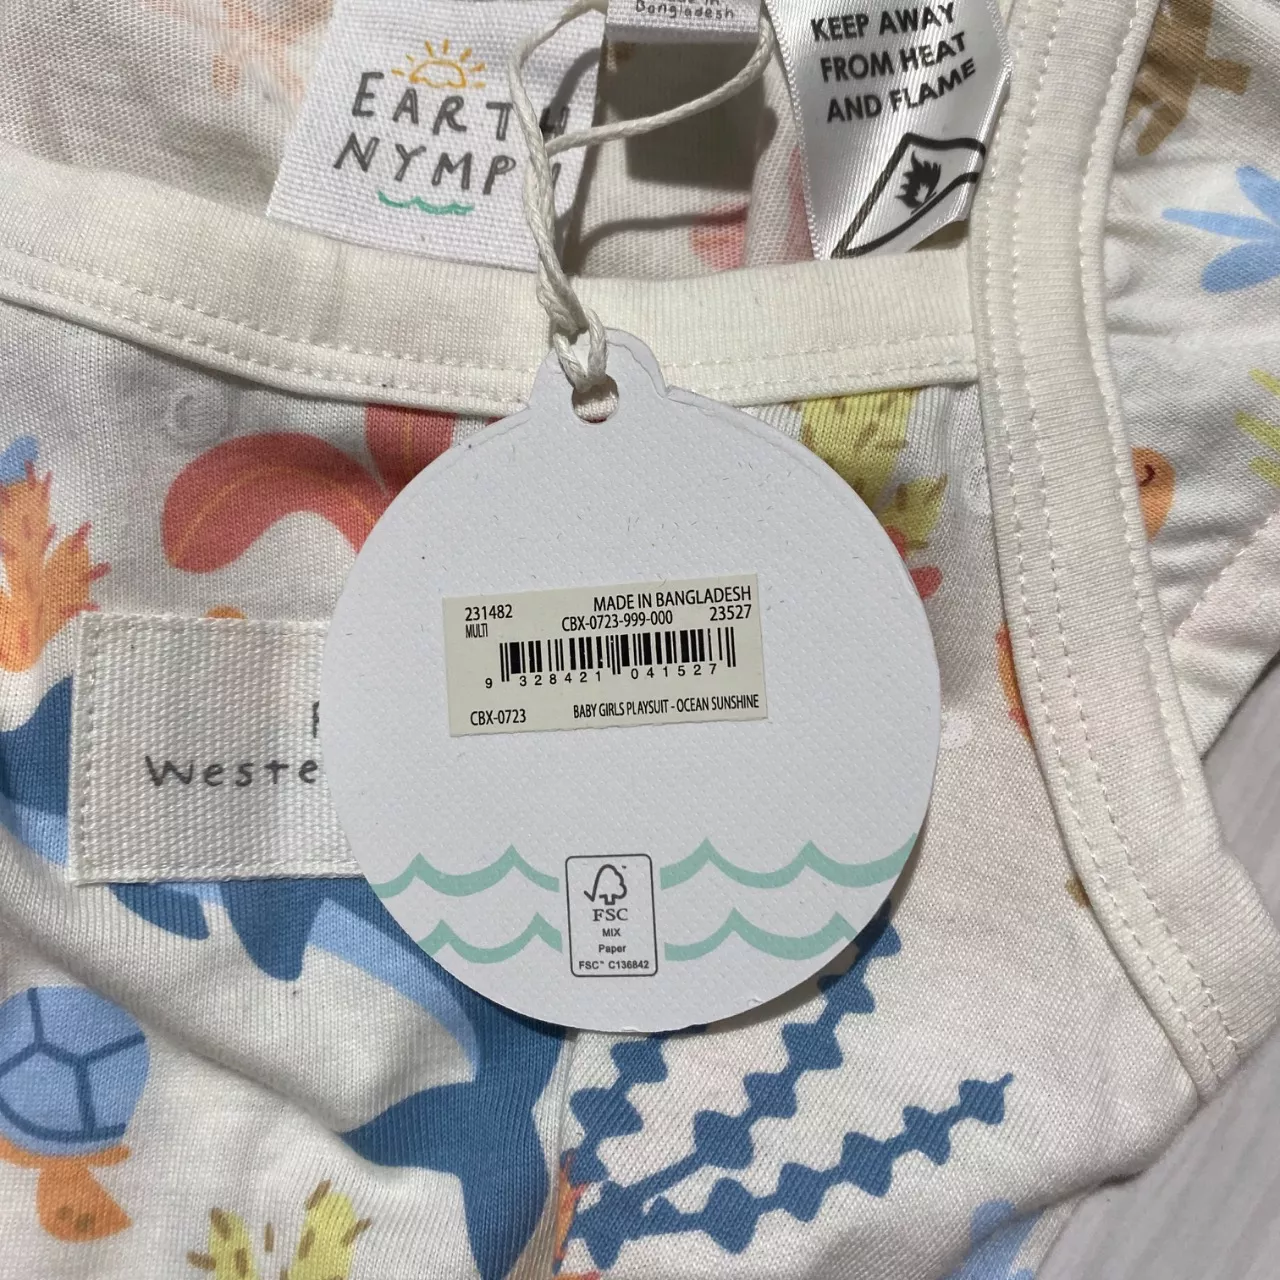 Bangladesh
KEEP AWAY
FROM HEAT
AND FLAME
EARTH
NYMPH
231482
MADE IN BANGLADESH
MULTI
CBX-0723-999-000
23527
9 328421 041527
CBX-0723
BABY GIRLS PLAYSUIT - OCEAN SUNSHINE
Weste
FSC
MIX
Paper
FSC™ C136842